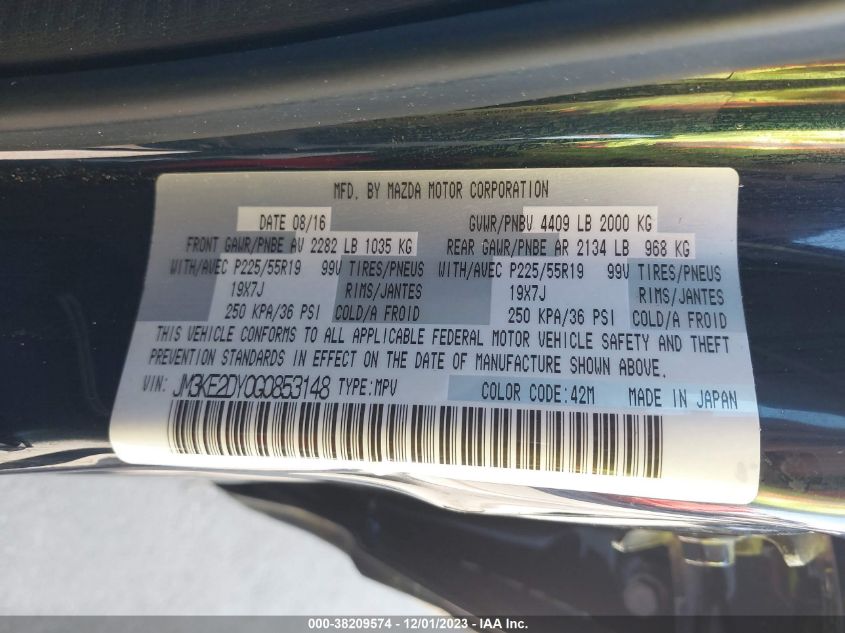 MFD. BY MAZDA MOTOR CORPORATION
DATE 08/16 GVWR/PNBV 4409 LB 2000 KG
FRONT GAWR/PNBE AV 2282 LB 1035 KG REAR GAWR/PNBE AR 2134 LB 968 KG
WITH/AVEC P225/55R19 99V TIRES/PNEUS WITH/AVEC P225/55R19 99V TIRES/PNEUS
19X7J RIMS/JANTES 19X7J RIMS/JANTES
250 KPA/36 PSI COLD/A FROID 250 KPA/36 PSI COLD/A FROID
THIS VEHICLE CONFORMS TO ALL APPLICABLE FEDERAL MOTOR VEHICLE SAFETY AND THEFT
PREVENTION STANDARDS IN EFFECT ON THE DATE OF MANUFACTURE SHOWN ABOVE.
VIN: JM3KE2DY0G0853148 TYPE:MPV COLOR CODE:42M MADE IN JAPAN
000-38209574 - 12/01/2023 - IAA Inc.